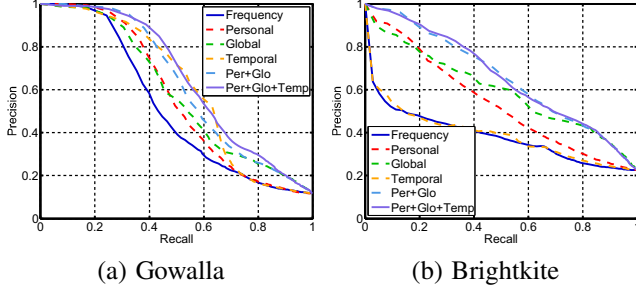 1
0.8
0.6
0.4
0.2
0
0 0.2 0.4 0.6 0.8 1
Precision
Recall
Frequency
Personal
Global
Temporal
Per+Glo
Per+Glo+Temp
(a) Gowalla
1
0.8
0.6
0.4
0.2
0
0 0.2 0.4 0.6 0.8 1
Precision
Recall
Frequency
Personal
Global
Temporal
Per+Glo
Per+Glo+Temp
(b) Brightkite